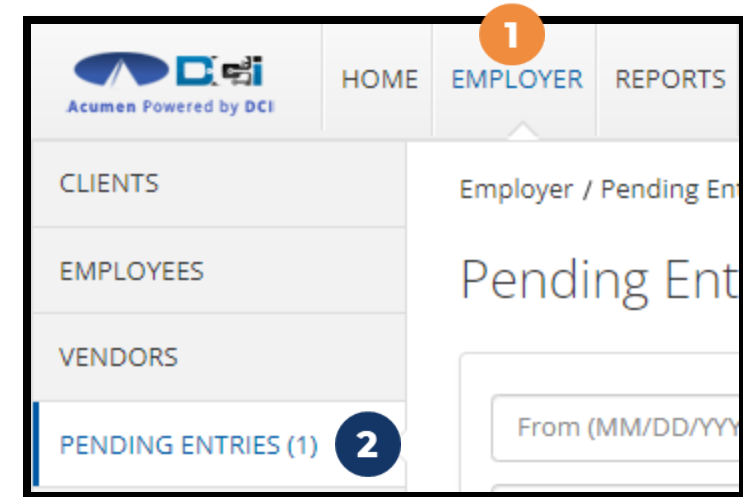 1
DCI
Acumen Powered by DCI
HOME
EMPLOYER
REPORTS
CLIENTS
Employer / Pending Ent
EMPLOYEES
Pending Ent
VENDORS
From (MM/DD/YYY
PENDING ENTRIES (1)
2